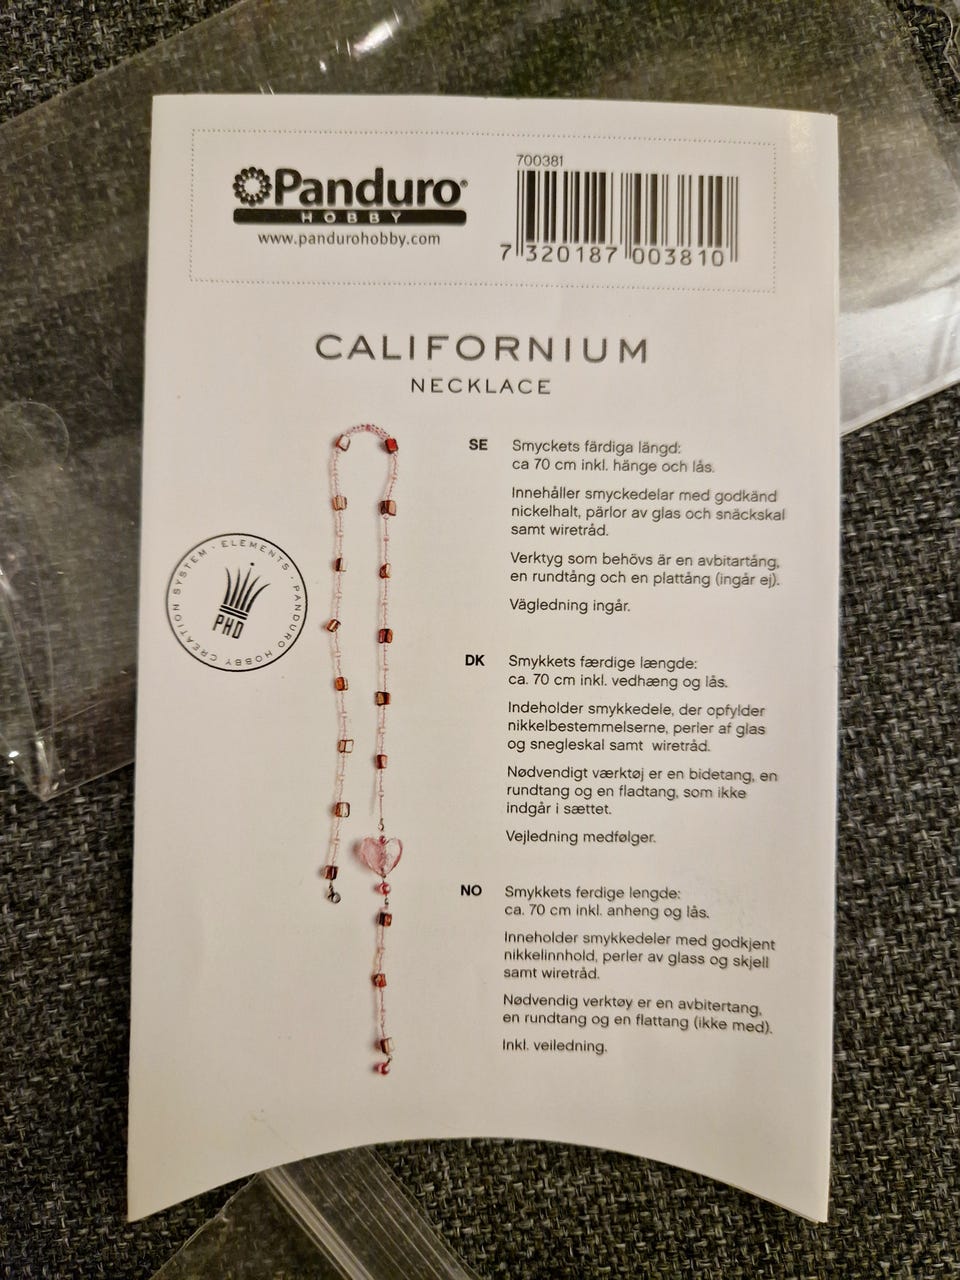 Panduro®
HOBBY
www.pandurohobby.com
700381
7 320187 003810
CALIFORNIUM
NECKLACE
SE Smyckets färdiga längd:
ca 70 cm inkl. hänge och lås.
Innehåller smyckedelar med godkänd
nickelhalt, pärlor av glas och snäckskal
samt wiretråd.
Verktyg som behövs är en avbitartång,
en rundtång och en plattång (ingår ej).
Vägledning ingår.
PANDURO HOBBY CREATION SYSTEM · ELEMENTS ·
PHD
DK Smykkets færdige længde:
ca. 70 cm inkl. vedhæng og lås.
Indeholder smykkedele, der opfylder
nikkelbestemmelserne, perler af glas
og snegleskal samt wiretråd.
Nødvendigt værktøj er en bidetang, en
rundtang og en fladtang, som ikke
indgår i sættet.
Vejledning medfølger.
NO Smykkets ferdige lengde:
ca. 70 cm inkl. anheng og lås.
Inneholder smykkedeler med godkjent
nikkelinnhold, perler av glass og skjell
samt wiretråd.
Nødvendig verktøy er en avbitertang,
en rundtang og en flattang (ikke med).
Inkl. veiledning.